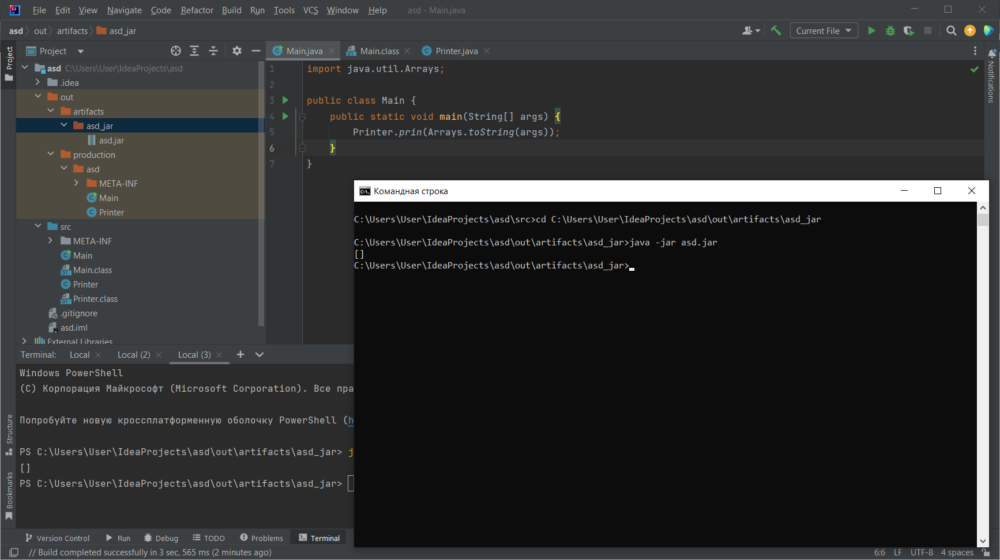 File Edit View Navigate Code Refactor Build Run Tools VCS Window Help asd - Main.java
asd out artifacts asd_jar Current File
Project
Project
Main.java Main.class Printer.java
Notifications
asd C:\Users\User\IdeaProjects\asd
.idea
out
artifacts
asd_jar
asd.jar
production
asd
META-INF
Main
Printer
src
META-INF
Main
Main.class
Printer
Printer.class
.gitignore
asd.iml
External Libraries
1 import java.util.Arrays;
2
3 public class Main {
4 public static void main(String[] args) {
5 Printer.prin(Arrays.toString(args));
6 }
7 }
Командная строка
C:\Users\User\IdeaProjects\asd\src>cd C:\Users\User\IdeaProjects\asd\out\artifacts\asd_jar
C:\Users\User\IdeaProjects\asd\out\artifacts\asd_jar>java -jar asd.jar
[]
C:\Users\User\IdeaProjects\asd\out\artifacts\asd_jar>
Terminal: Local Local (2) Local (3)
Windows PowerShell
(C) Корпорация Майкрософт (Microsoft Corporation). Все пра
Попробуйте новую кроссплатформенную оболочку PowerShell (h
PS C:\Users\User\IdeaProjects\asd\out\artifacts\asd_jar> j
[]
PS C:\Users\User\IdeaProjects\asd\out\artifacts\asd_jar>
Structure
Bookmarks
Version Control Run Debug TODO Problems Terminal
// Build completed successfully in 3 sec, 565 ms (2 minutes ago) 6:6 LF UTF-8 4 spaces